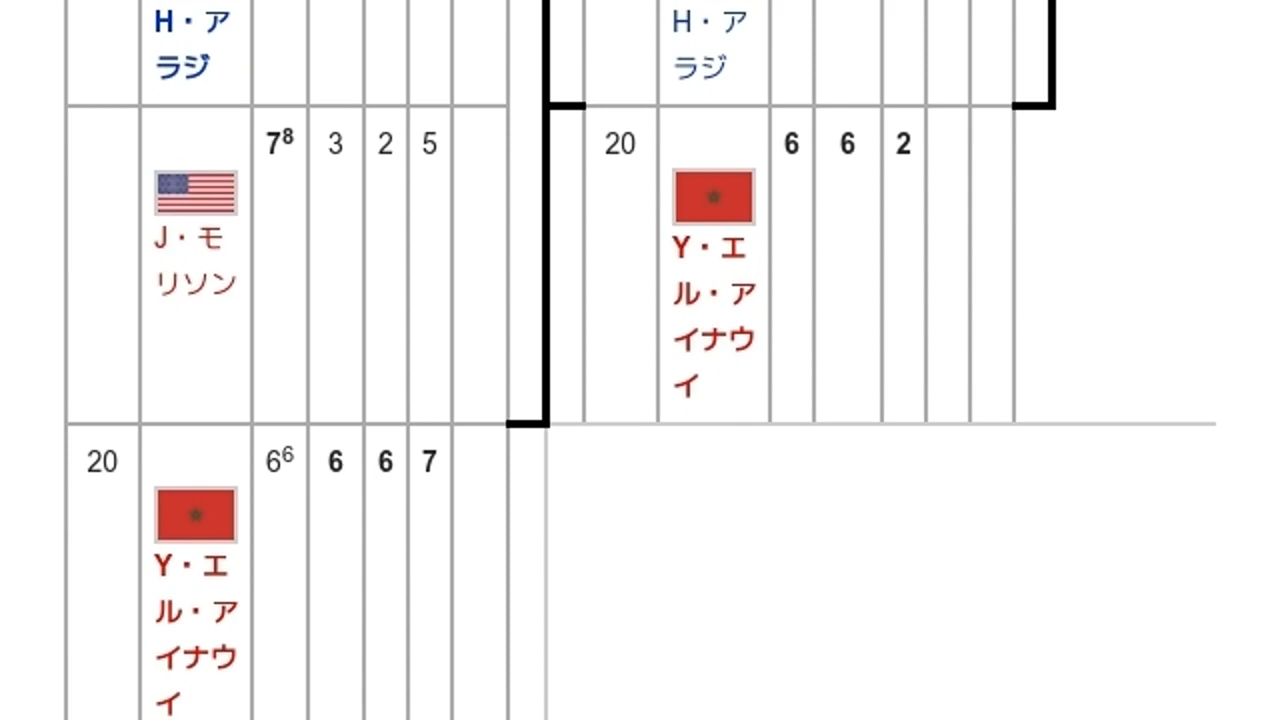 H・ア
ラジ
7⁸ 3 2 5
J・モ
リソン
20 6⁶ 6 6 7
Y・エ
ル・ア
イナウ
イ
H・ア
ラジ
20 6 6 2
Y・エ
ル・ア
イナウ
イ